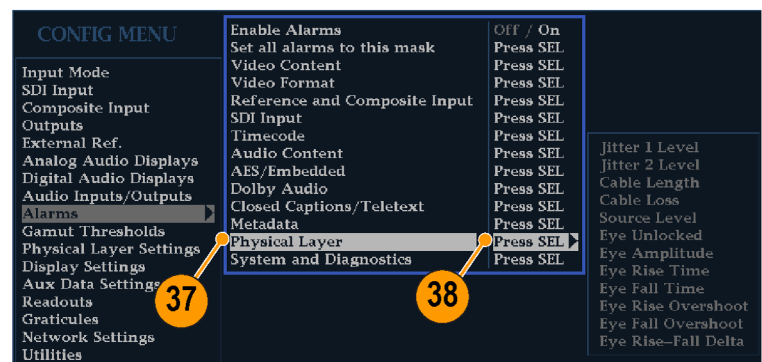 CONFIG MENU
Input Mode
SDI Input
Composite Input
Outputs
External Ref.
Analog Audio Displays
Digital Audio Displays
Audio Inputs/Outputs
Alarms
Gamut Thresholds
Physical Layer Settings
Display Settings
Aux Data Settings
Readouts
Graticules
Network Settings
Utilities
Enable Alarms Off / On
Set all alarms to this mask Press SEL
Video Content Press SEL
Video Format Press SEL
Reference and Composite Input Press SEL
SDI Input Press SEL
Timecode Press SEL
Audio Content Press SEL
AES/Embedded Press SEL
Dolby Audio Press SEL
Closed Captions/Teletext Press SEL
Metadata Press SEL
Physical Layer Press SEL
System and Diagnostics Press SEL
37
38
Jitter 1 Level
Jitter 2 Level
Cable Length
Cable Loss
Source Level
Eye Unlocked
Eye Amplitude
Eye Rise Time
Eye Fall Time
Eye Rise Overshoot
Eye Fall Overshoot
Eye Rise–Fall Delta